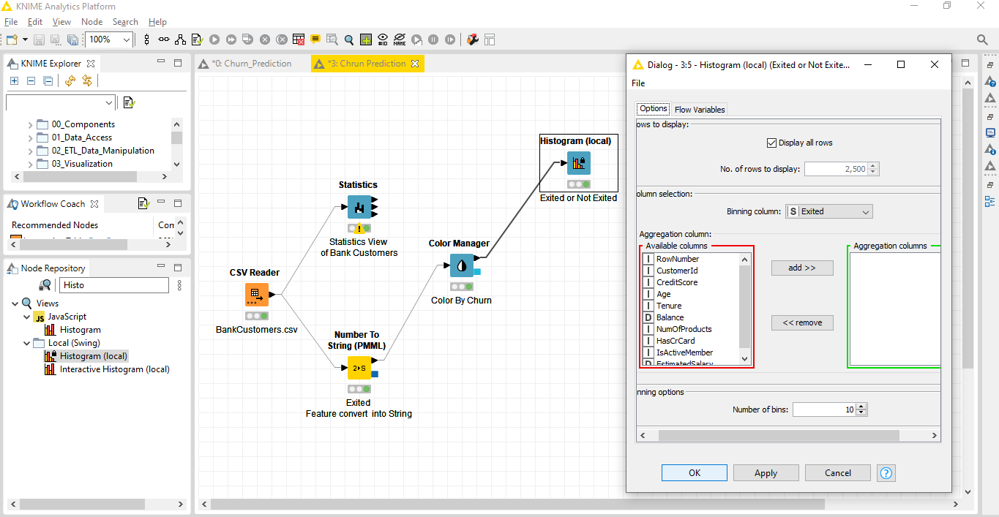 KNIME Analytics Platform
File Edit View Node Search Help
100%
#ID
NAME
KNIME Explorer
00_Components
01_Data_Access
02_ETL_Data_Manipulation
03_Visualization
Workflow Coach
Recommended Nodes
Con
Node Repository
Histo
Views
JS JavaScript
Histogram
Local (Swing)
Histogram (local)
Interactive Histogram (local)
*0: Churn_Prediction
*3: Chrun Prediction
Histogram (local)
Exited or Not Exited
Statistics
Statistics View
of Bank Customers
Color Manager
Color By Churn
CSV Reader
BankCustomers.csv
Number To
String (PMML)
2 S
Exited
Feature convert into String
Dialog - 3:5 - Histogram (local) (Exited or Not Exite...
File
Options Flow Variables
ows to display:
Display all rows
No. of rows to display: 2,500
olumn selection:
Binning column: S Exited
Aggregation column:
Available columns
I RowNumber
I CustomerId
I CreditScore
I Age
I Tenure
D Balance
I NumOfProducts
I HasCrCard
I IsActiveMember
D EstimatedSalary
add >>
<< remove
Aggregation columns
nning options
Number of bins: 10
OK Apply Cancel ?